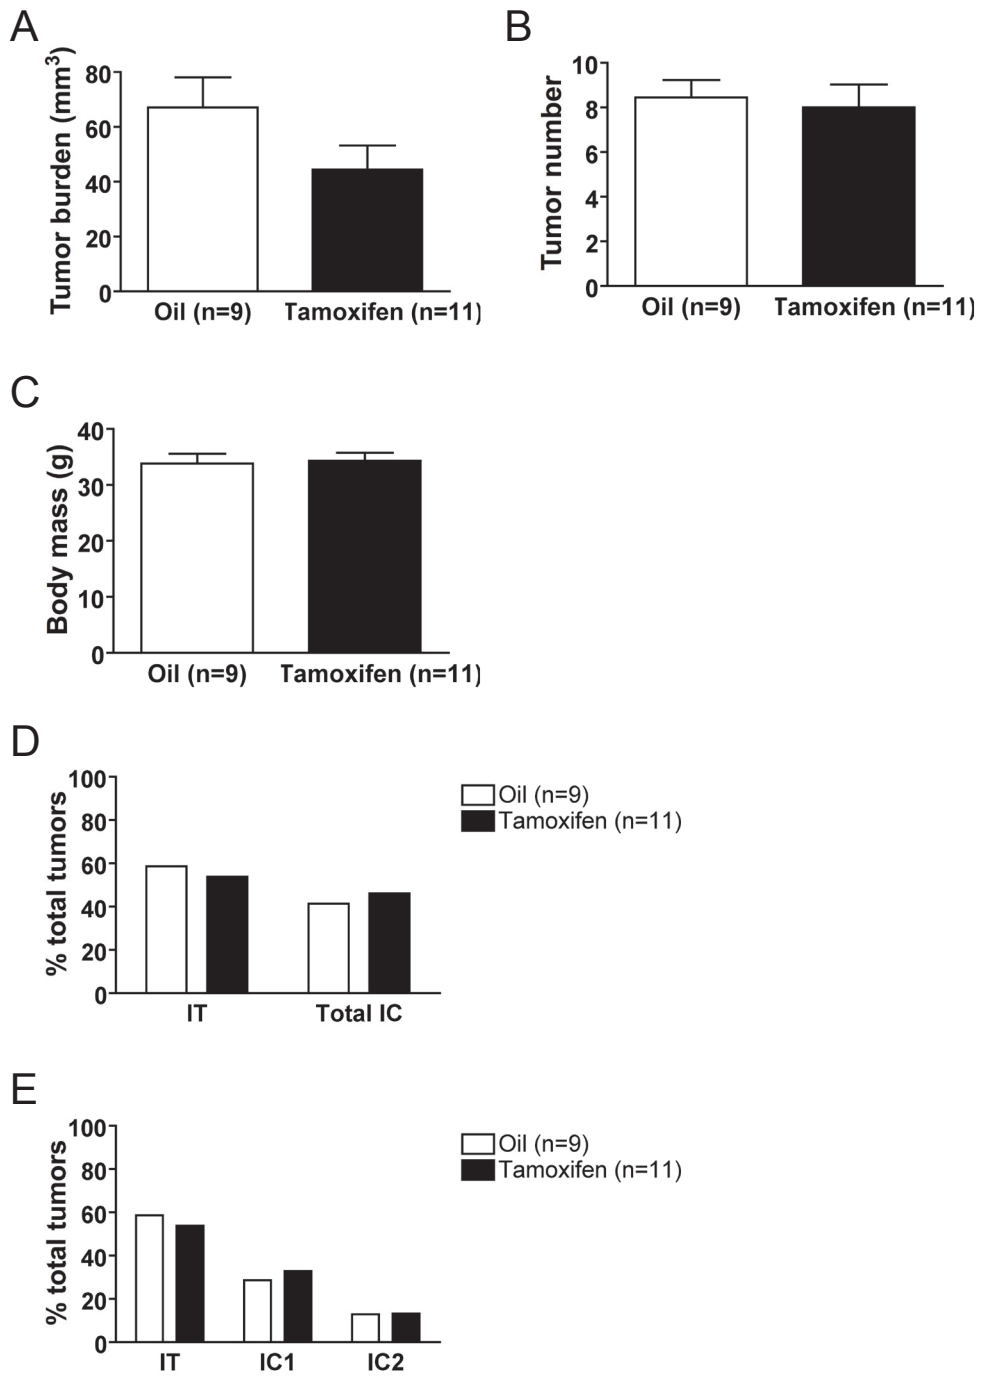 A
Tumor burden (mm3)
80
60
40
20
0
Oil (n=9)
Tamoxifen (n=11)
B
Tumor number
10
8
6
4
2
0
Oil (n=9)
Tamoxifen (n=11)
C
Body mass (g)
40
30
20
10
0
Oil (n=9)
Tamoxifen (n=11)
D
% total tumors
100
80
60
40
20
0
IT
Total IC
Oil (n=9)
Tamoxifen (n=11)
E
% total tumors
100
80
60
40
20
0
IT
IC1
IC2
Oil (n=9)
Tamoxifen (n=11)